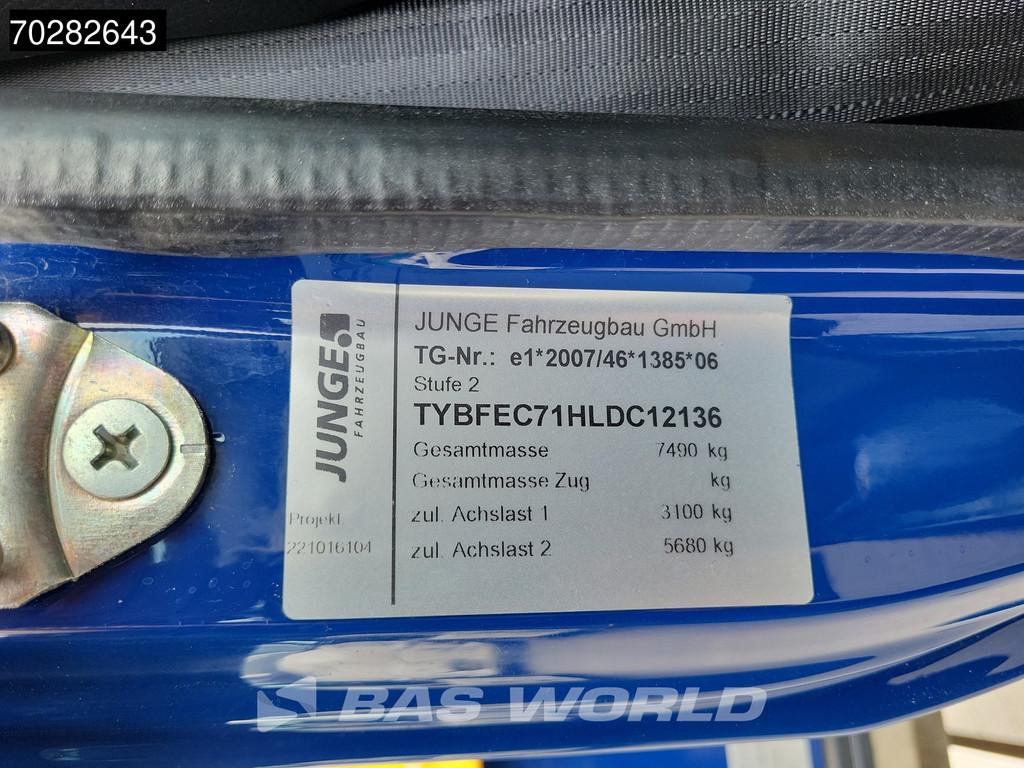 70282643
JUNGE
FAHRZEUGBAU
JUNGE Fahrzeugbau GmbH
TG-Nr.: e1*2007/46*1385*06
Stufe 2
TYBFEC71HLDC12136
Gesamtmasse 7490 kg
Gesamtmasse Zug kg
zul. Achslast 1 3100 kg
zul. Achslast 2 5680 kg
Projekt
221016104
BAS WORLD